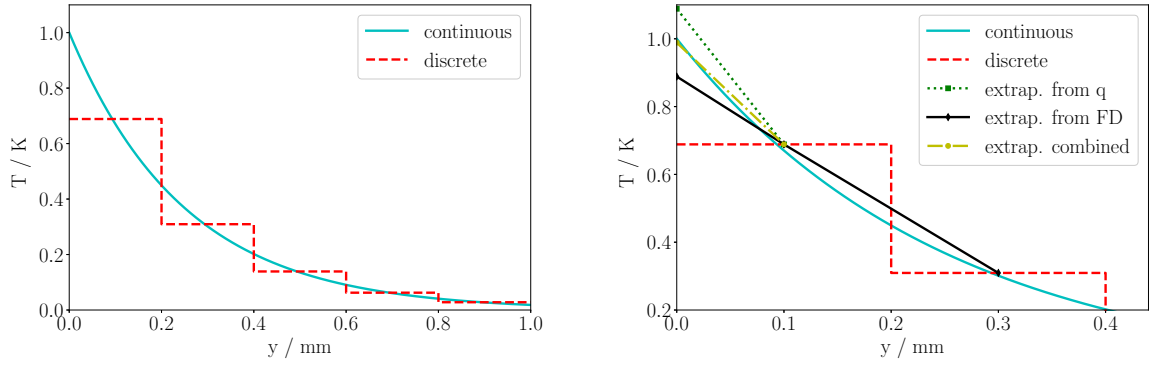 1.0
0.8
0.6
0.4
0.2
0.0
T / K
0.0 0.2 0.4 0.6 0.8 1.0
y / mm
continuous
discrete
1.0
0.8
0.6
0.4
0.2
T / K
0.0 0.1 0.2 0.3 0.4
y / mm
continuous
discrete
extrap. from q
extrap. from FD
extrap. combined